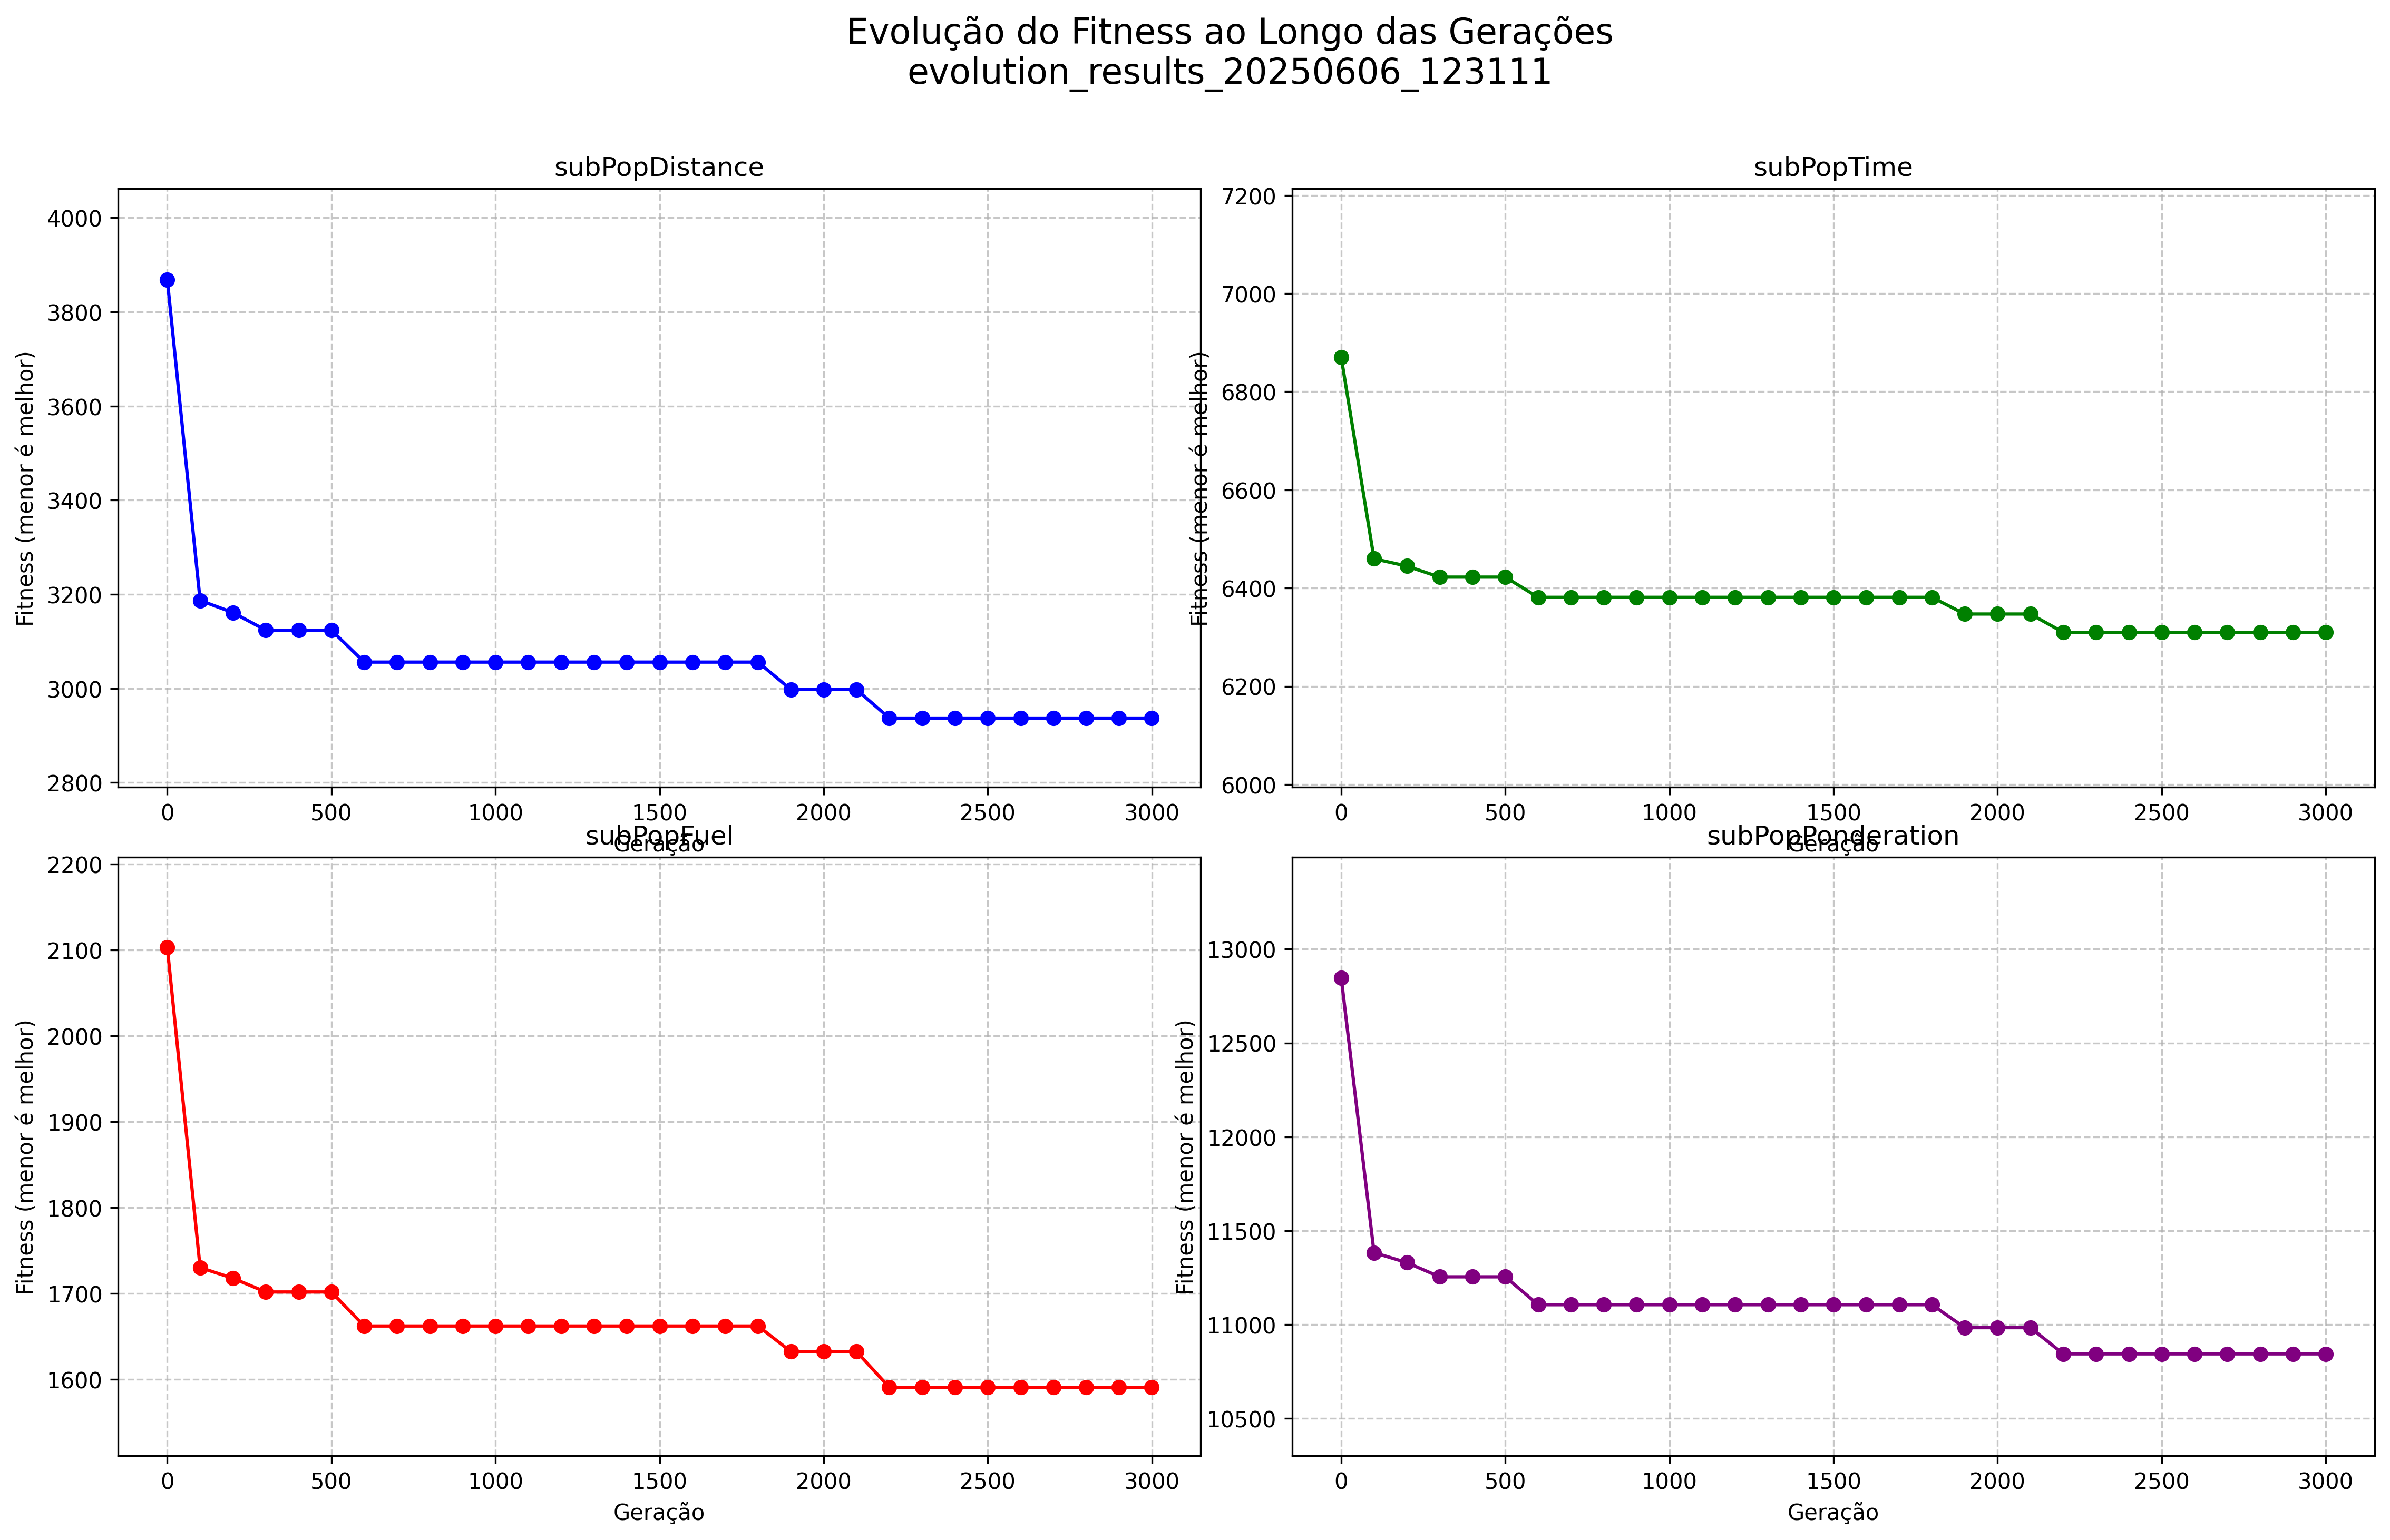 Evolução do Fitness ao Longo das Gerações
evolution_results_20250606_123111
subPopDistance
Fitness (menor é melhor)
4000
3800
3600
3400
3200
3000
2800
0 500 1000 1500 2000 2500 3000
Geração
subPopTime
Fitness (menor é melhor)
7200
7000
6800
6600
6400
6200
6000
0 500 1000 1500 2000 2500 3000
Geração
subPopFuel
Fitness (menor é melhor)
2200
2100
2000
1900
1800
1700
1600
0 500 1000 1500 2000 2500 3000
Geração
subPopPonderation
Fitness (menor é melhor)
13000
12500
12000
11500
11000
10500
0 500 1000 1500 2000 2500 3000
Geração